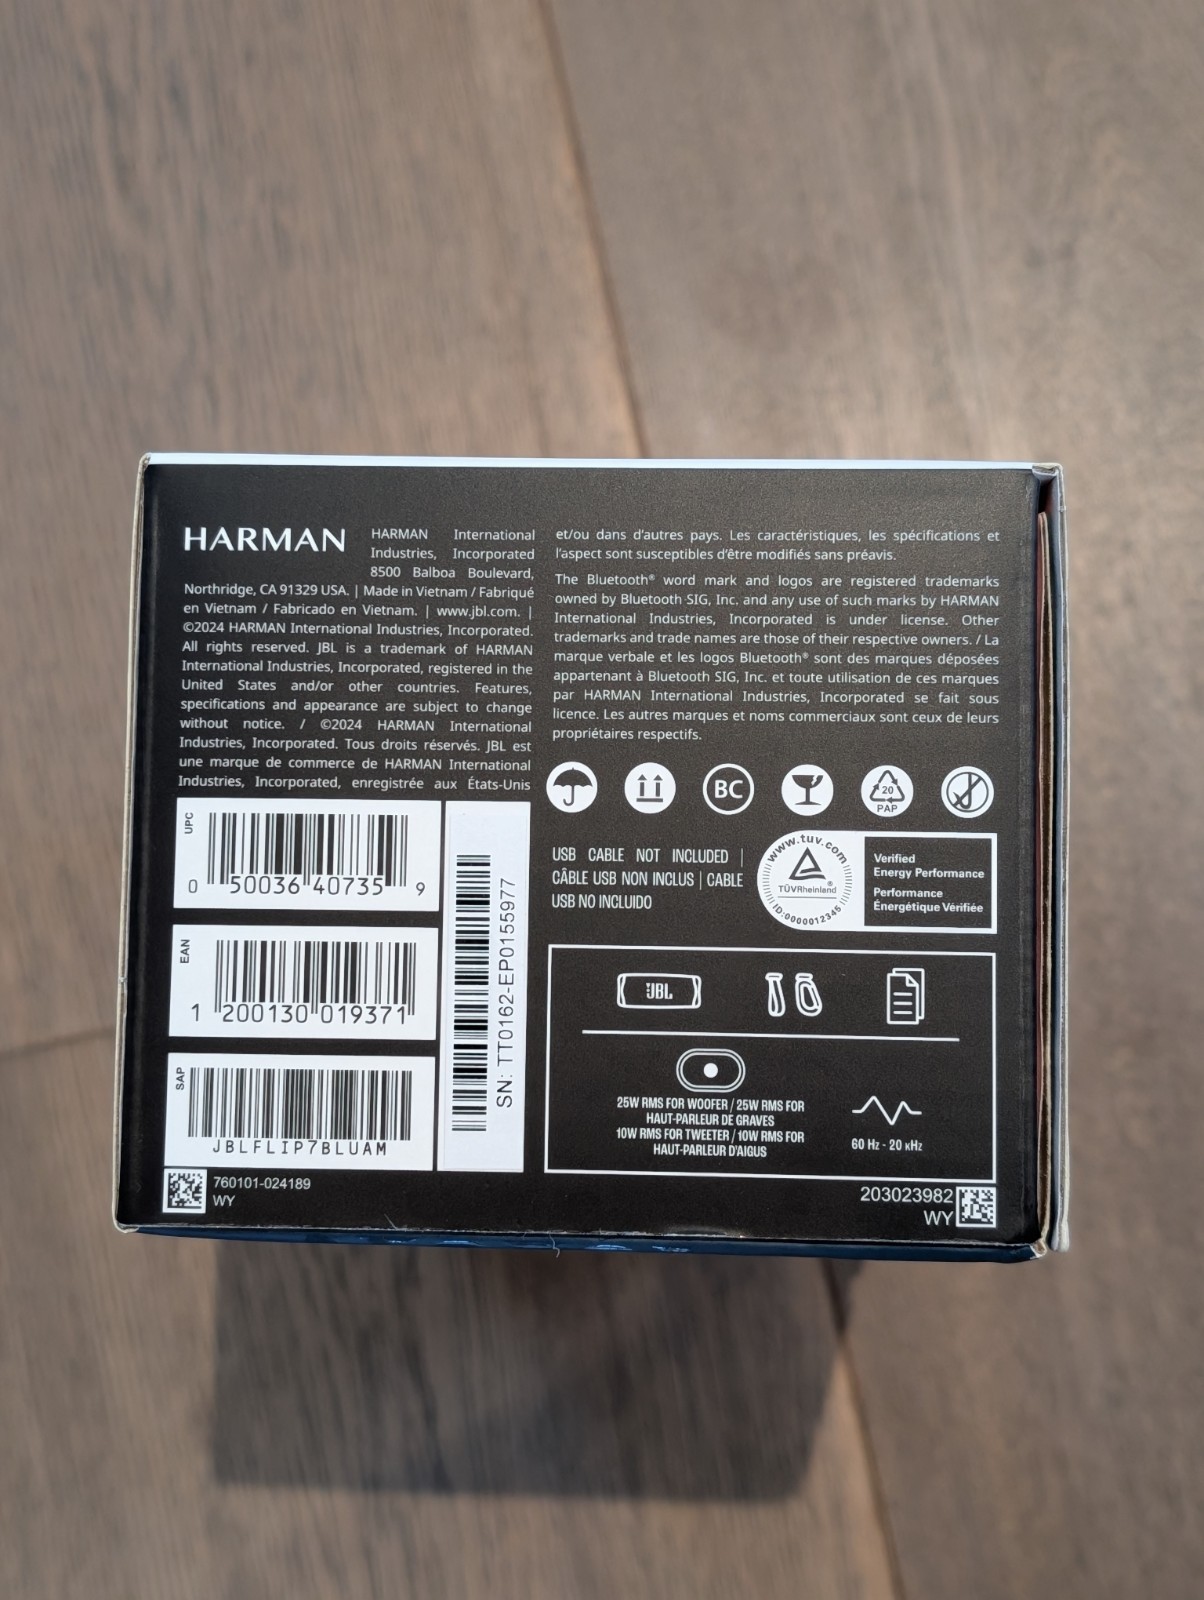 HARMAN
HARMAN International
Industries, Incorporated
8500 Balboa Boulevard,
Northridge, CA 91329 USA. | Made in Vietnam / Fabriqué
en Vietnam / Fabricado en Vietnam. | www.jbl.com. |
©2024 HARMAN International Industries, Incorporated.
All rights reserved. JBL is a trademark of HARMAN
International Industries, Incorporated, registered in the
United States and/or other countries. Features,
specifications and appearance are subject to change
without notice. / ©2024 HARMAN International
Industries, Incorporated. Tous droits réservés. JBL est
une marque de commerce de HARMAN International
Industries, Incorporated, enregistrée aux États-Unis
et/ou dans d'autres pays. Les caractéristiques, les spécifications et
l'aspect sont susceptibles d'être modifiés sans préavis.
The Bluetooth® word mark and logos are registered trademarks
owned by Bluetooth SIG, Inc. and any use of such marks by HARMAN
International Industries, Incorporated is under license. Other
trademarks and trade names are those of their respective owners. / La
marque verbale et les logos Bluetooth® sont des marques déposées
appartenant à Bluetooth SIG, Inc. et toute utilisation de ces marques
par HARMAN International Industries, Incorporated se fait sous
licence. Les autres marques et noms commerciaux sont ceux de leurs
propriétaires respectifs.
BC
20
PAP
UPC
0 50036 40735 9
EAN
1 200130 019371
SAP
JBLFLIP7BLUAM
SN: TT0162-EP0155977
760101-024189
WY
USB CABLE NOT INCLUDED |
CÂBLE USB NON INCLUS | CABLE
USB NO INCLUIDO
www.tuv.com
TÜVRheinland®
ID:0000012345
Verified
Energy Performance
Performance
Énergétique Vérifiée
JBL
25W RMS FOR WOOFER / 25W RMS FOR
HAUT-PARLEUR DE GRAVES
10W RMS FOR TWEETER / 10W RMS FOR
HAUT-PARLEUR D'AIGUS
60 Hz - 20 kHz
203023982
WY